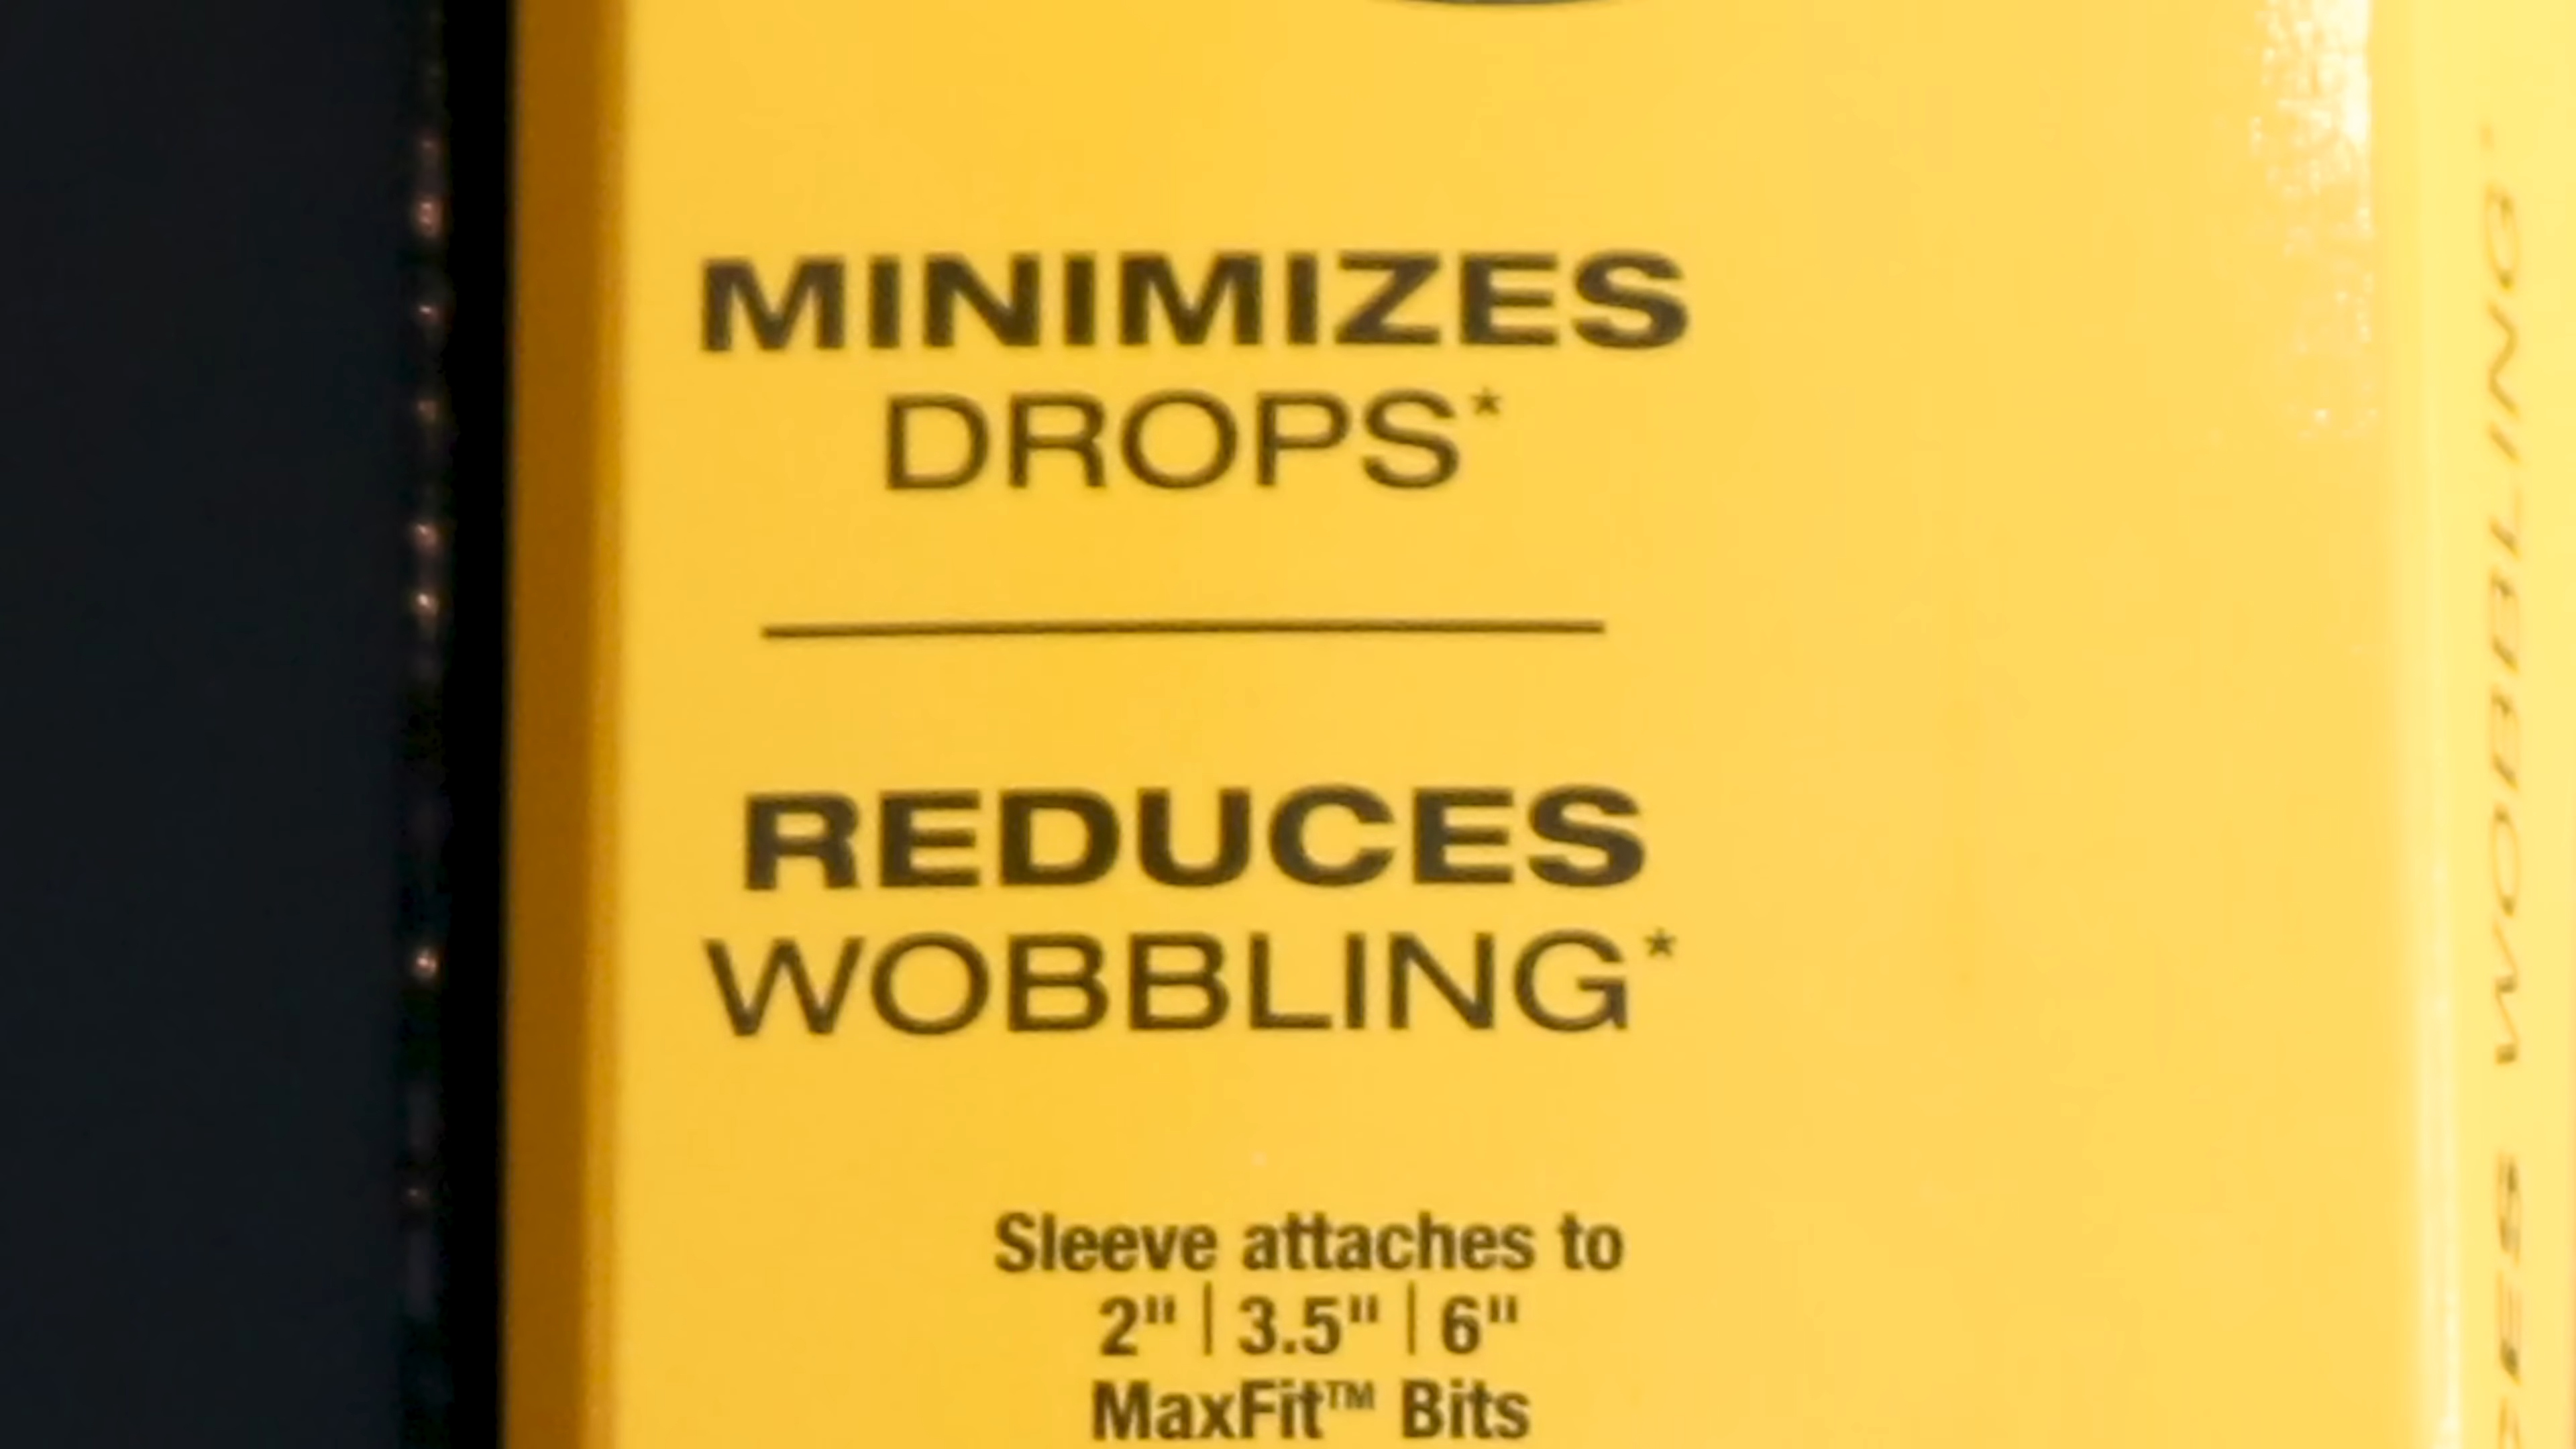 MINIMIZES
DROPS*
REDUCES
WOBBLING*
Sleeve attaches to
2" | 3.5" | 6"
MaxFit™ Bits